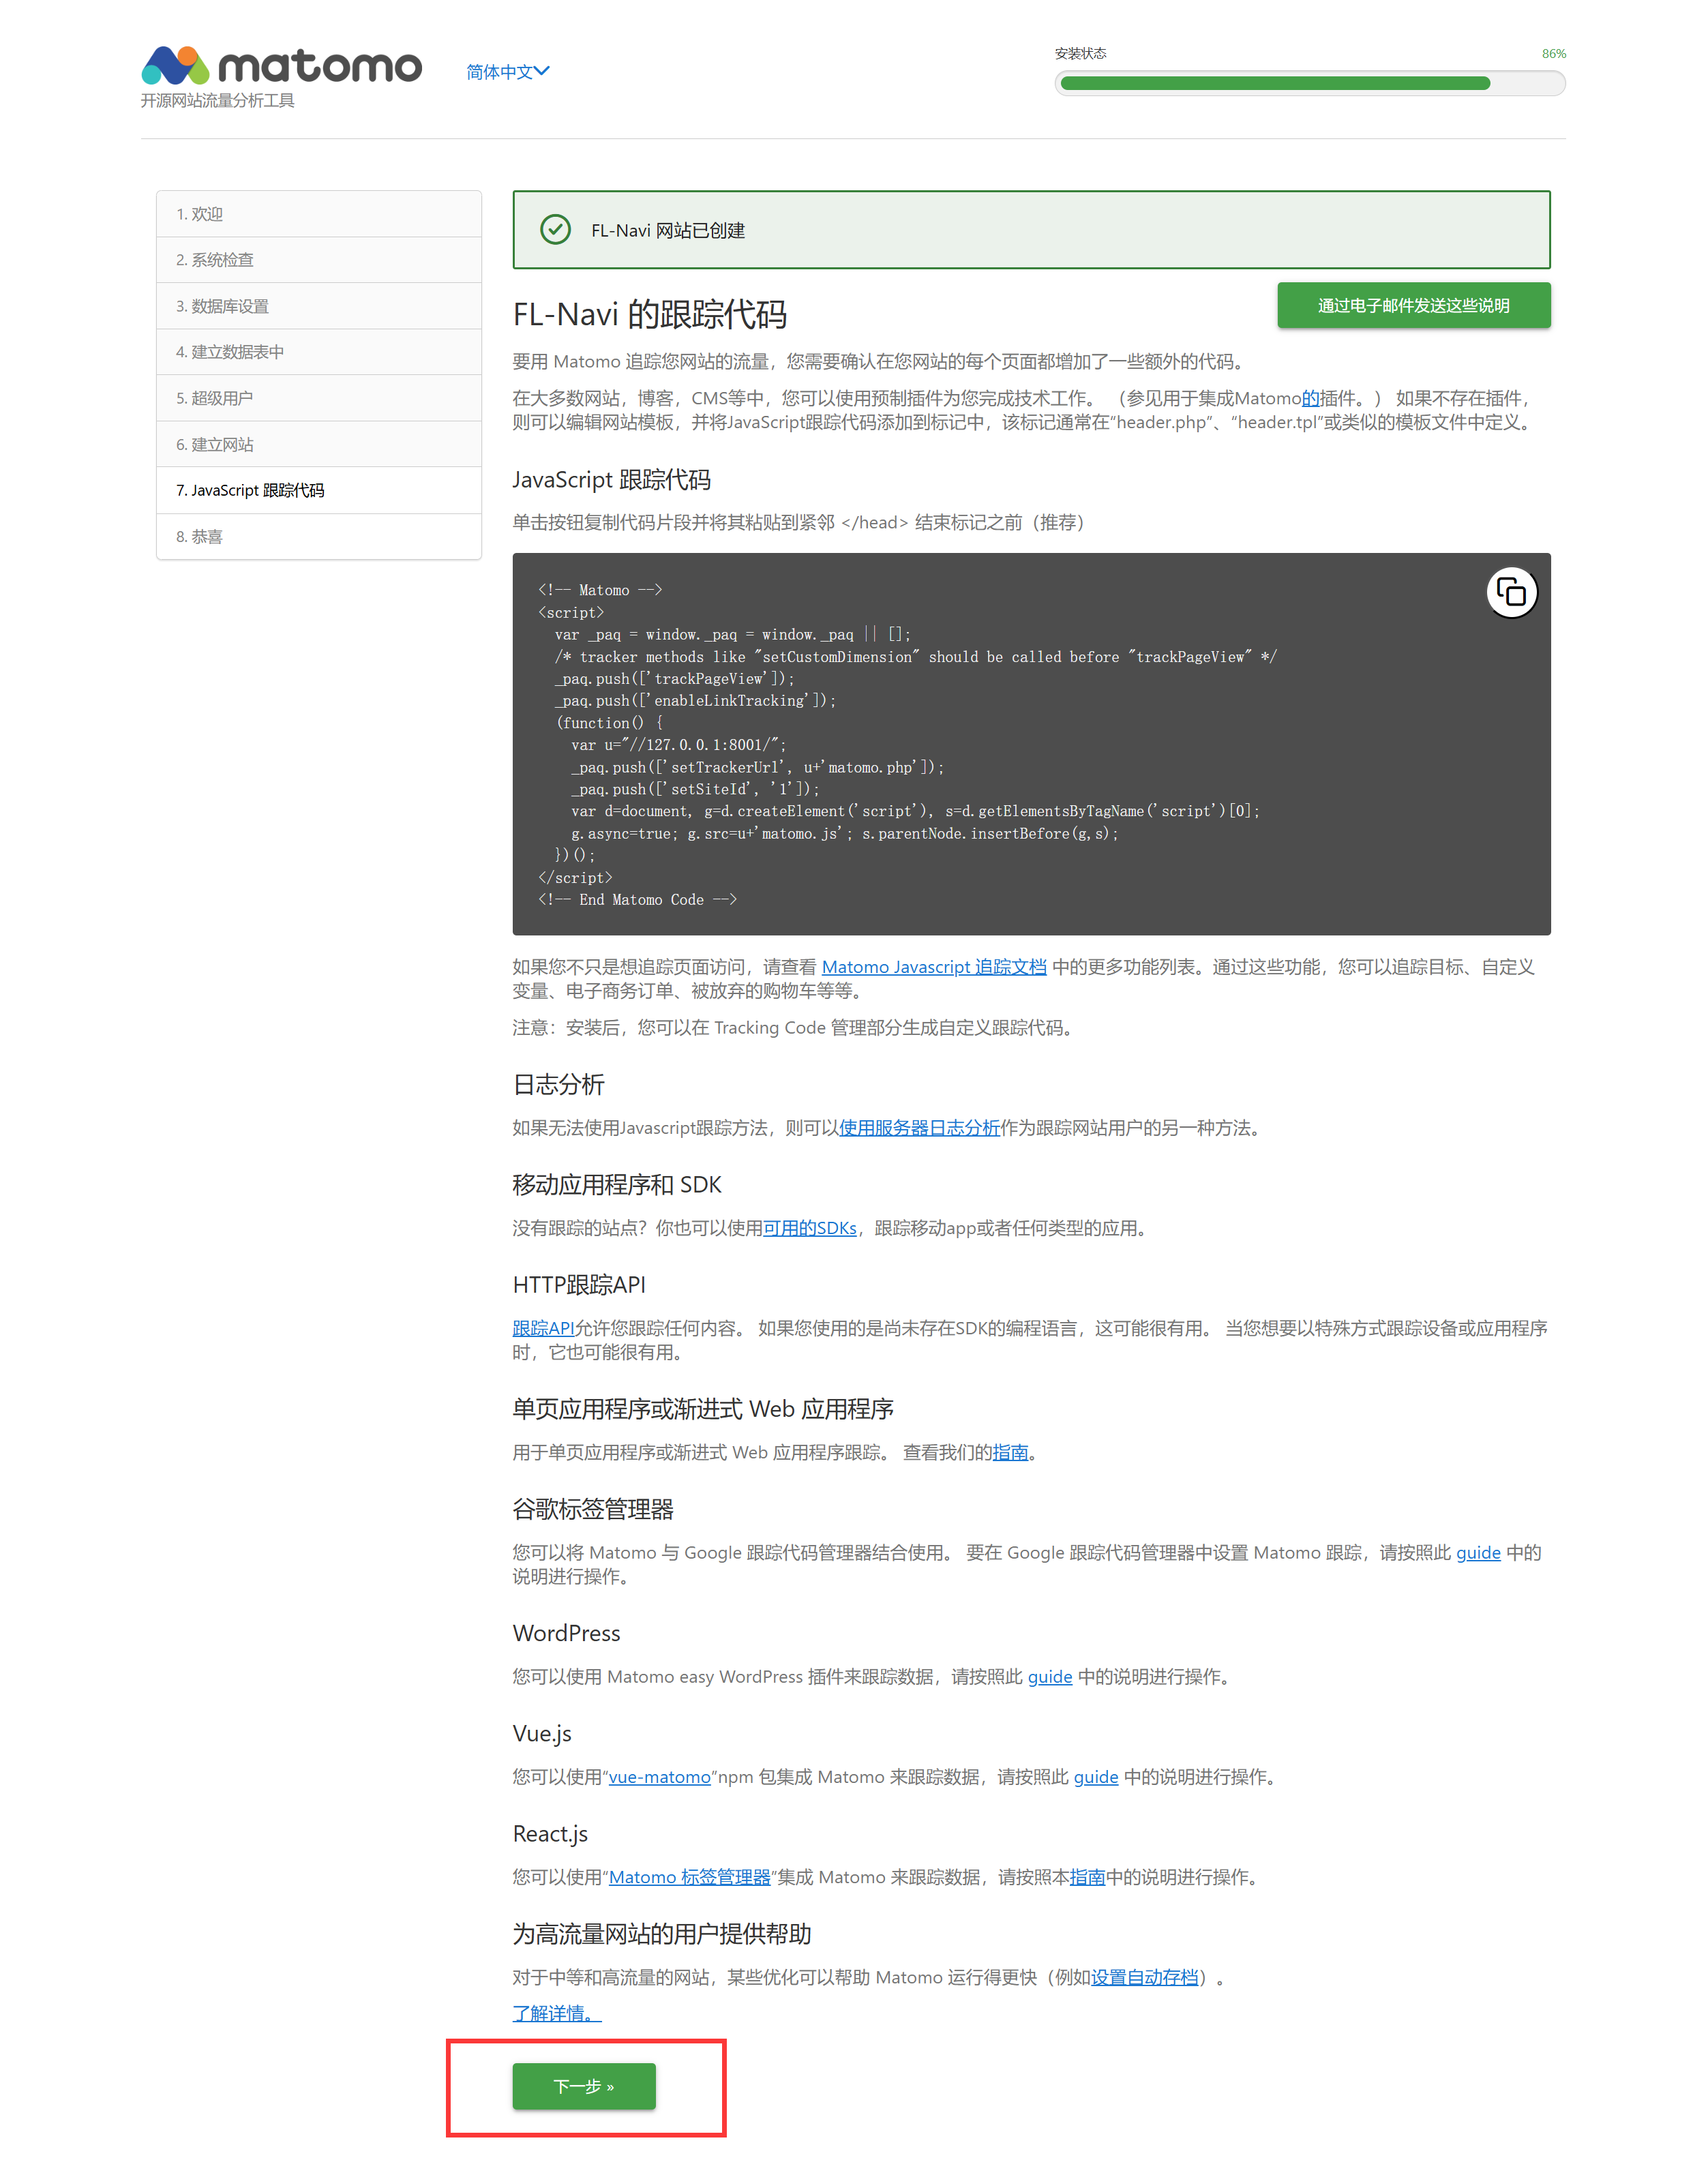 matomo
简体中文
开源网站流量分析工具
安装状态
86%
1. 欢迎
2. 系统检查
3. 数据库设置
4. 建立数据表中
5. 超级用户
6. 建立网站
7. JavaScript 跟踪代码
8. 恭喜
FL-Navi 网站已创建
FL-Navi 的跟踪代码
通过电子邮件发送这些说明
要用 Matomo 追踪您网站的流量，您需要确认在您网站的每个页面都增加了一些额外的代码。
在大多数网站，博客，CMS等中，您可以使用预制插件为您完成技术工作。 （参见用于集成Matomo的插件。） 如果不存在插件，
则可以编辑网站模板，并将JavaScript跟踪代码添加到标记中，该标记通常在“header.php”、“header.tpl”或类似的模板文件中定义。
JavaScript 跟踪代码
单击按钮复制代码片段并将其粘贴到紧邻 </head> 结束标记之前（推荐）
<!-- Matomo -->
<script>
  var _paq = window._paq = window._paq || [];
  /* tracker methods like "setCustomDimension" should be called before "trackPageView" */
  _paq.push(['trackPageView']);
  _paq.push(['enableLinkTracking']);
  (function() {
    var u="//127.0.0.1:8001/";
    _paq.push(['setTrackerUrl', u+'matomo.php']);
    _paq.push(['setSiteId', '1']);
    var d=document, g=d.createElement('script'), s=d.getElementsByTagName('script')[0];
    g.async=true; g.src=u+'matomo.js'; s.parentNode.insertBefore(g,s);
  })();
</script>
<!-- End Matomo Code -->
如果您不只是想追踪页面访问，请查看 Matomo Javascript 追踪文档 中的更多功能列表。通过这些功能，您可以追踪目标、自定义
变量、电子商务订单、被放弃的购物车等等。
注意：安装后，您可以在 Tracking Code 管理部分生成自定义跟踪代码。
日志分析
如果无法使用Javascript跟踪方法，则可以使用服务器日志分析作为跟踪网站用户的另一种方法。
移动应用程序和 SDK
没有跟踪的站点？你也可以使用可用的SDKs，跟踪移动app或者任何类型的应用。
HTTP跟踪API
跟踪API允许您跟踪任何内容。 如果您使用的是尚未存在SDK的编程语言，这可能很有用。 当您想要以特殊方式跟踪设备或应用程序
时，它也可能很有用。
单页应用程序或渐进式 Web 应用程序
用于单页应用程序或渐进式 Web 应用程序跟踪。 查看我们的指南。
谷歌标签管理器
您可以将 Matomo 与 Google 跟踪代码管理器结合使用。 要在 Google 跟踪代码管理器中设置 Matomo 跟踪，请按照此 guide 中的
说明进行操作。
WordPress
您可以使用 Matomo easy WordPress 插件来跟踪数据，请按照此 guide 中的说明进行操作。
Vue.js
您可以使用“vue-matomo”npm 包集成 Matomo 来跟踪数据，请按照此 guide 中的说明进行操作。
React.js
您可以使用“Matomo 标签管理器”集成 Matomo 来跟踪数据，请按照本指南中的说明进行操作。
为高流量网站的用户提供帮助
对于中等和高流量的网站，某些优化可以帮助 Matomo 运行得更快（例如设置自动存档）。
了解详情。
下一步 »